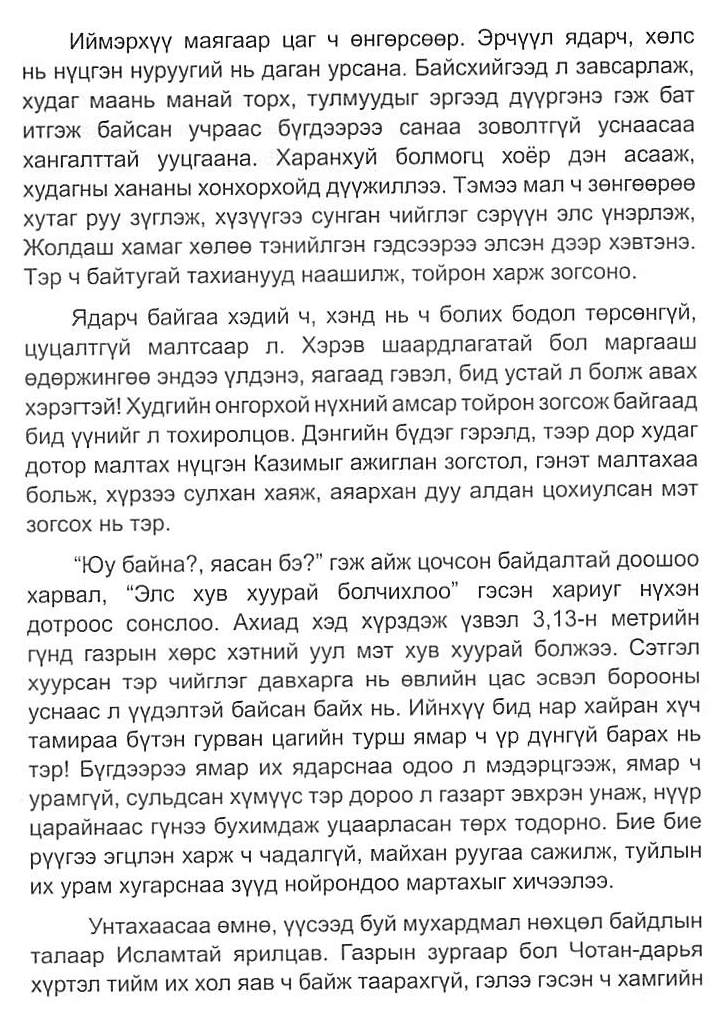 Иймэрхүү маягаар цаг ч өнгөрсөөр. Эрчүүл ядарч, хөлс
нь нүцгэн нуруугий нь даган урсана. Байсхийгээд л завсарлаж,
худаг маань манай торх, тулмуудыг эргээд дүүргэнэ гэж бат
итгэж байсан учраас бүгдээрээ санаа зоволтгүй уснаасаа
хангалттай ууцгаана. Харанхуй болмогц хоёр дэн асааж,
худагны хананы хонхорхойд дүүжиллээ. Тэмээ мал ч зөнгөөрөө
хутаг руу зүглэж, хүзүүгээ сунган чийглэг сэрүүн элс үнэрлэж,
Жолдаш хамаг хөлөө тэнийлгэн гэдсээрээ элсэн дээр хэвтэнэ.
Тэр ч байтугай тахианууд наашилж, тойрон харж зогсоно.
Ядарч байгаа хэдий ч, хэнд нь ч болих бодол төрсөнгүй,
цуцалтгүй малтсаар л. Хэрэв шаардлагатай бол маргааш
өдөржингөө эндээ үлдэнэ, яагаад гэвэл, бид устай л болж авах
хэрэгтэй! Худгийн онгорхой нүхний амсар тойрон зогсож байгаад
бид үүнийг л тохиролцов. Дэнгийн бүдэг гэрэлд, тээр дор худаг
дотор малтах нүцгэн Казимыг ажиглан зогстол, гэнэт малтахаа
больж, хүрзээ сулхан хаяж, аяархан дуу алдан цохиулсан мэт
зогсох нь тэр.
“Юу байна?, яасан бэ?” гэж айж цочсон байдалтай доошоо
харвал, “Элс хув хуурай болчихлоо” гэсэн хариуг нүхэн
дотроос сонслоо. Ахиад хэд хүрздэж үзвэл 3,13-н метрийн
гүнд газрын хөрс хэтний уул мэт хув хуурай болжээ. Сэтгэл
хуурсан тэр чийглэг давхарга нь өвлийн цас эсвэл борооны
уснаас л үүдэлтэй байсан байх нь. Ийнхүү бид нар хайран хүч
тамираа бүтэн гурван цагийн турш ямар ч үр дүнгүй барах нь
тэр! Бүгдээрээ ямар их ядарснаа одоо л мэдэрцгээж, ямар ч
урамгүй, сульдсан хүмүүс тэр дороо л газарт эвхрэн унаж, нүүр
царайнаас гүнээ бухимдаж уцаарласан төрх тодорно. Бие бие
рүүгээ эгцлэн харж ч чадалгүй, майхан руугаа сажилж, туйлын
их урам хугарснаа зүүд нойрондоо мартахыг хичээлээ.
Унтахаасаа өмнө, үүсээд буй мухардмал нөхцөл байдлын
талаар Исламтай ярилцав. Газрын зургаар бол Чотан-дарья
хүртэл тийм их хол яав ч байж таарахгүй, гэлээ гэсэн ч хамгийн